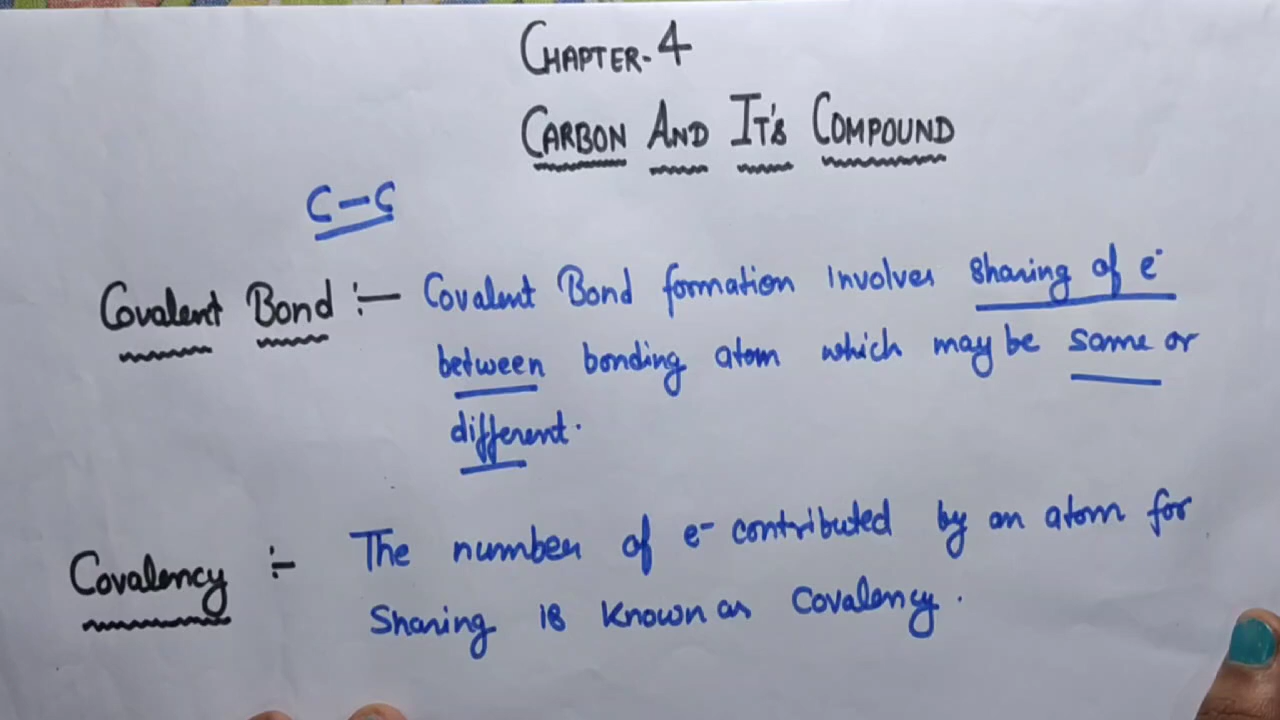 CHAPTER-4
CARBON AND IT'S COMPOUND
C-C
Covalent Bond :- Covalent Bond formation involves sharing of e-
between bonding atom which may be same or
different.
Covalency :- The number of e- contributed by an atom for
Sharing is known as Covalency.